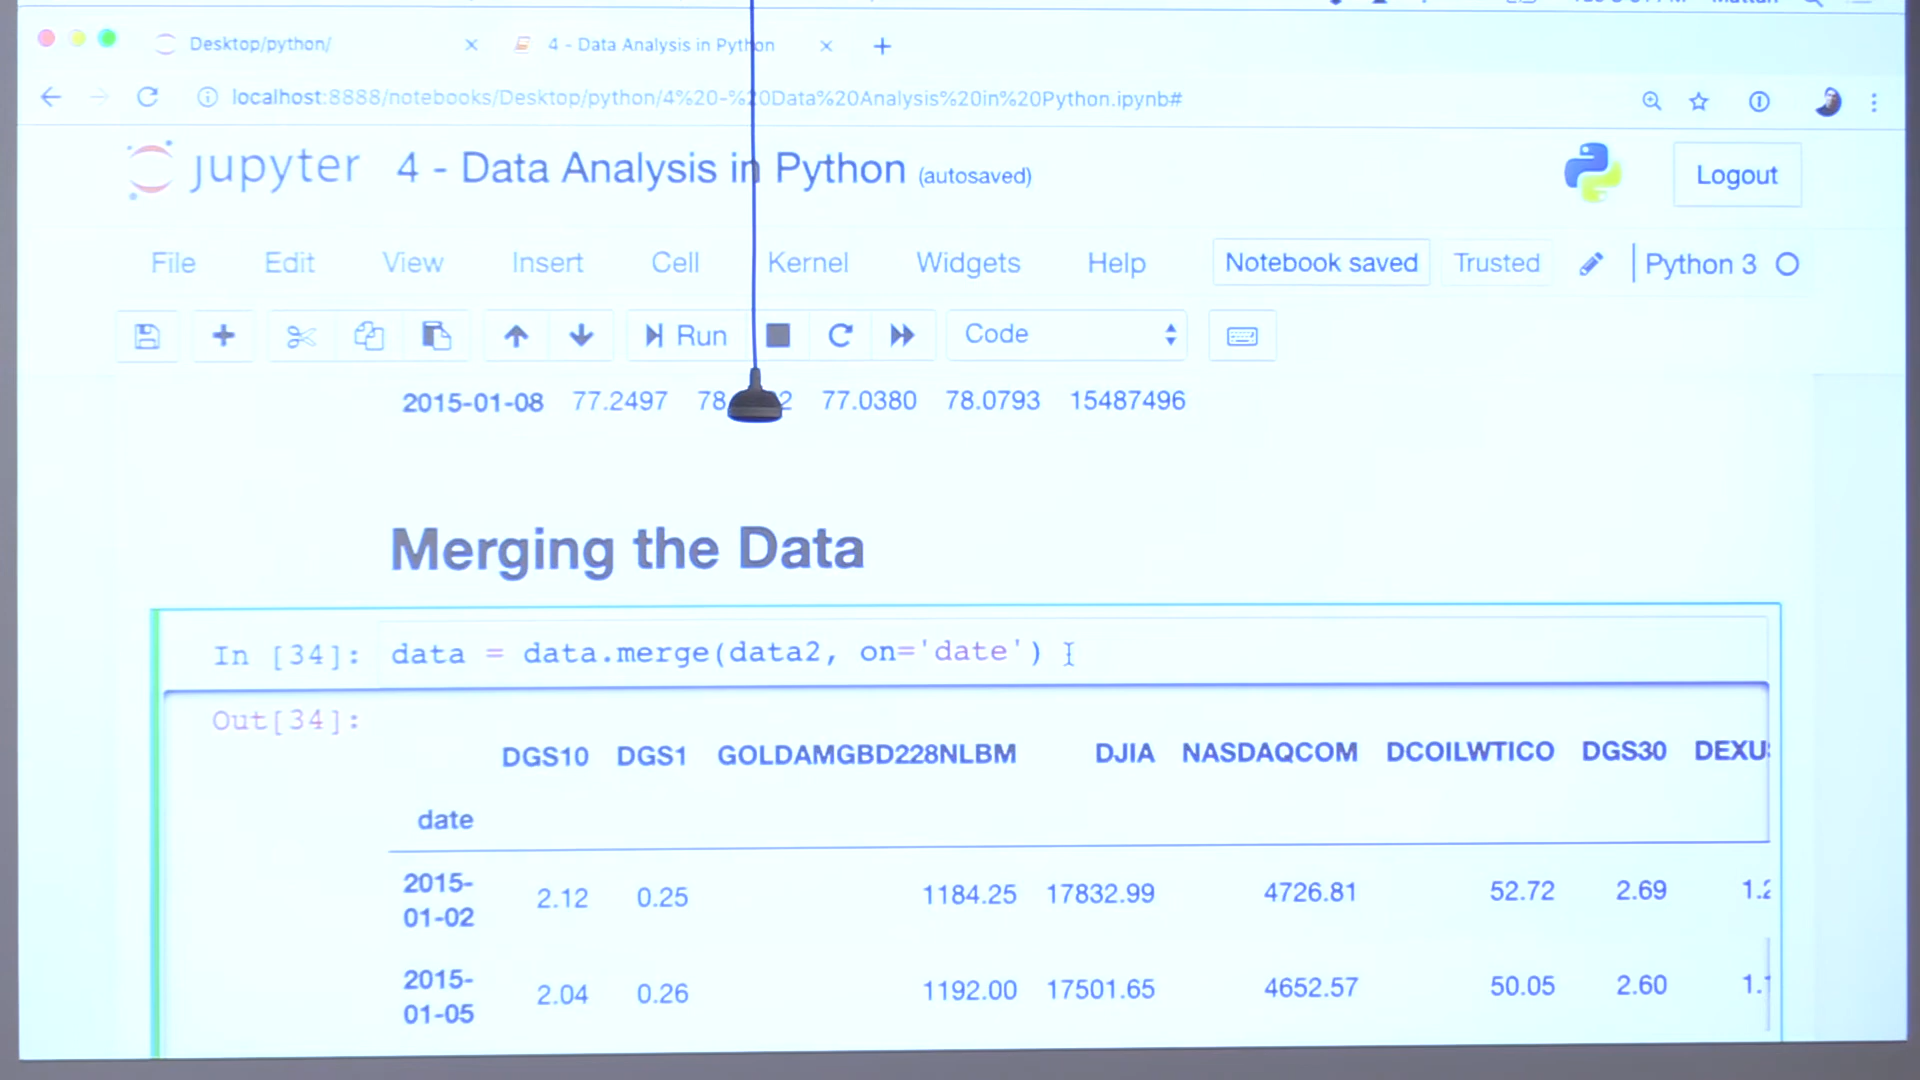 Desktop/python/
4 - Data Analysis in Python
localhost:8888/notebooks/Desktop/python/4%20-%20Data%20Analysis%20in%20Python.ipynb#
jupyter 4 - Data Analysis in Python (autosaved)
Logout
File Edit View Insert Cell Kernel Widgets Help Notebook saved Trusted Python 3
Run Code
2015-01-08 77.2497 77.0380 78.0793 15487496
Merging the Data
In [34]: data = data.merge(data2, on='date')
Out[34]:
DGS10 DGS1 GOLDAMGBD228NLBM DJIA NASDAQCOM DCOILWTICO DGS30 DEXU
date
2015-01-02 2.12 0.25 1184.25 17832.99 4726.81 52.72 2.69 1.2
2015-01-05 2.04 0.26 1192.00 17501.65 4652.57 50.05 2.60 1.1